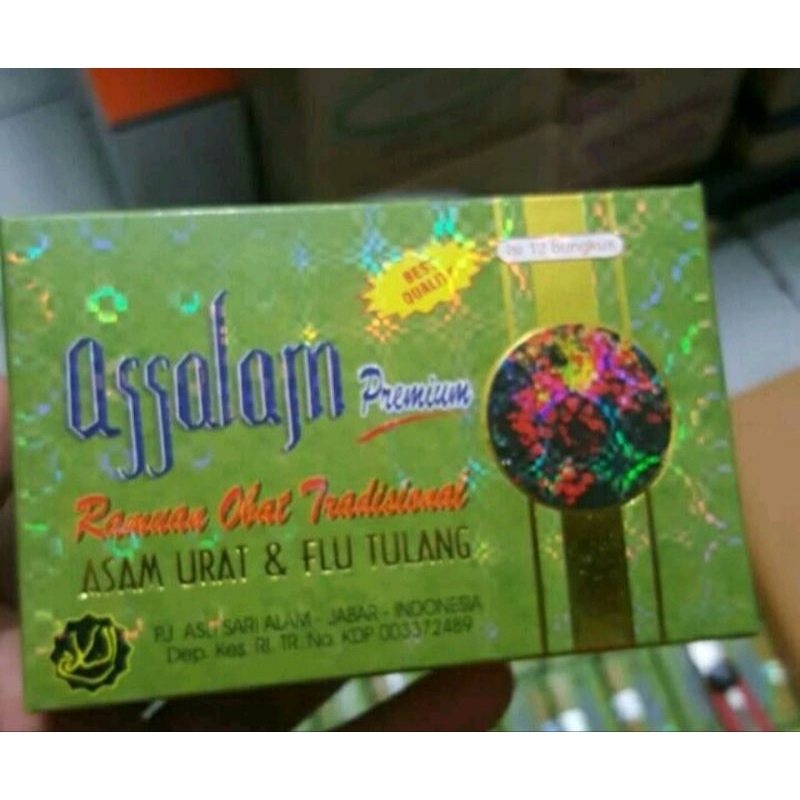 BEST
QUALITY
Isi 12 Bungkus
assalam Premium
Ramuan Obat Tradisional
ASAM URAT & FLU TULANG
PJ ASLI SARI ALAM - JABAR - INDONESIA
Dep. Kes. RI. TR. No. KDP 003372489